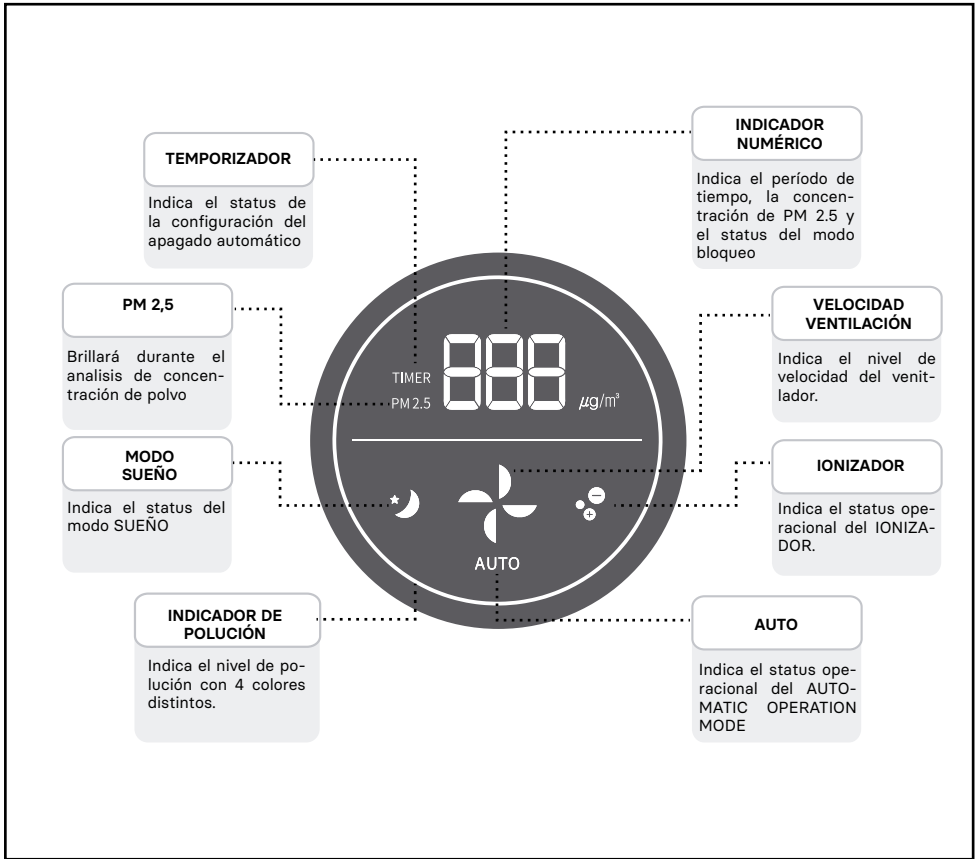 TEMPORIZADOR
Indica el status de
la configuración del
apagado automático
INDICADOR
NUMÉRICO
Indica el período de
tiempo, la concen-
tración de PM 2.5 y
el status del modo
bloqueo
PM 2,5
Brillará durante el
analisis de concen-
tración de polvo
VELOCIDAD
VENTILACIÓN
Indica el nivel de
velocidad del venit-
lador.
TIMER
888
PM 2.5
µg/m³
MODO
SUEÑO
Indica el status del
modo SUEÑO
IONIZADOR
Indica el status ope-
racional del IONIZA-
DOR.
AUTO
INDICADOR DE
POLUCIÓN
Indica el nivel de po-
lución con 4 colores
distintos.
AUTO
Indica el status ope-
racional del AUTO-
MATIC OPERATION
MODE